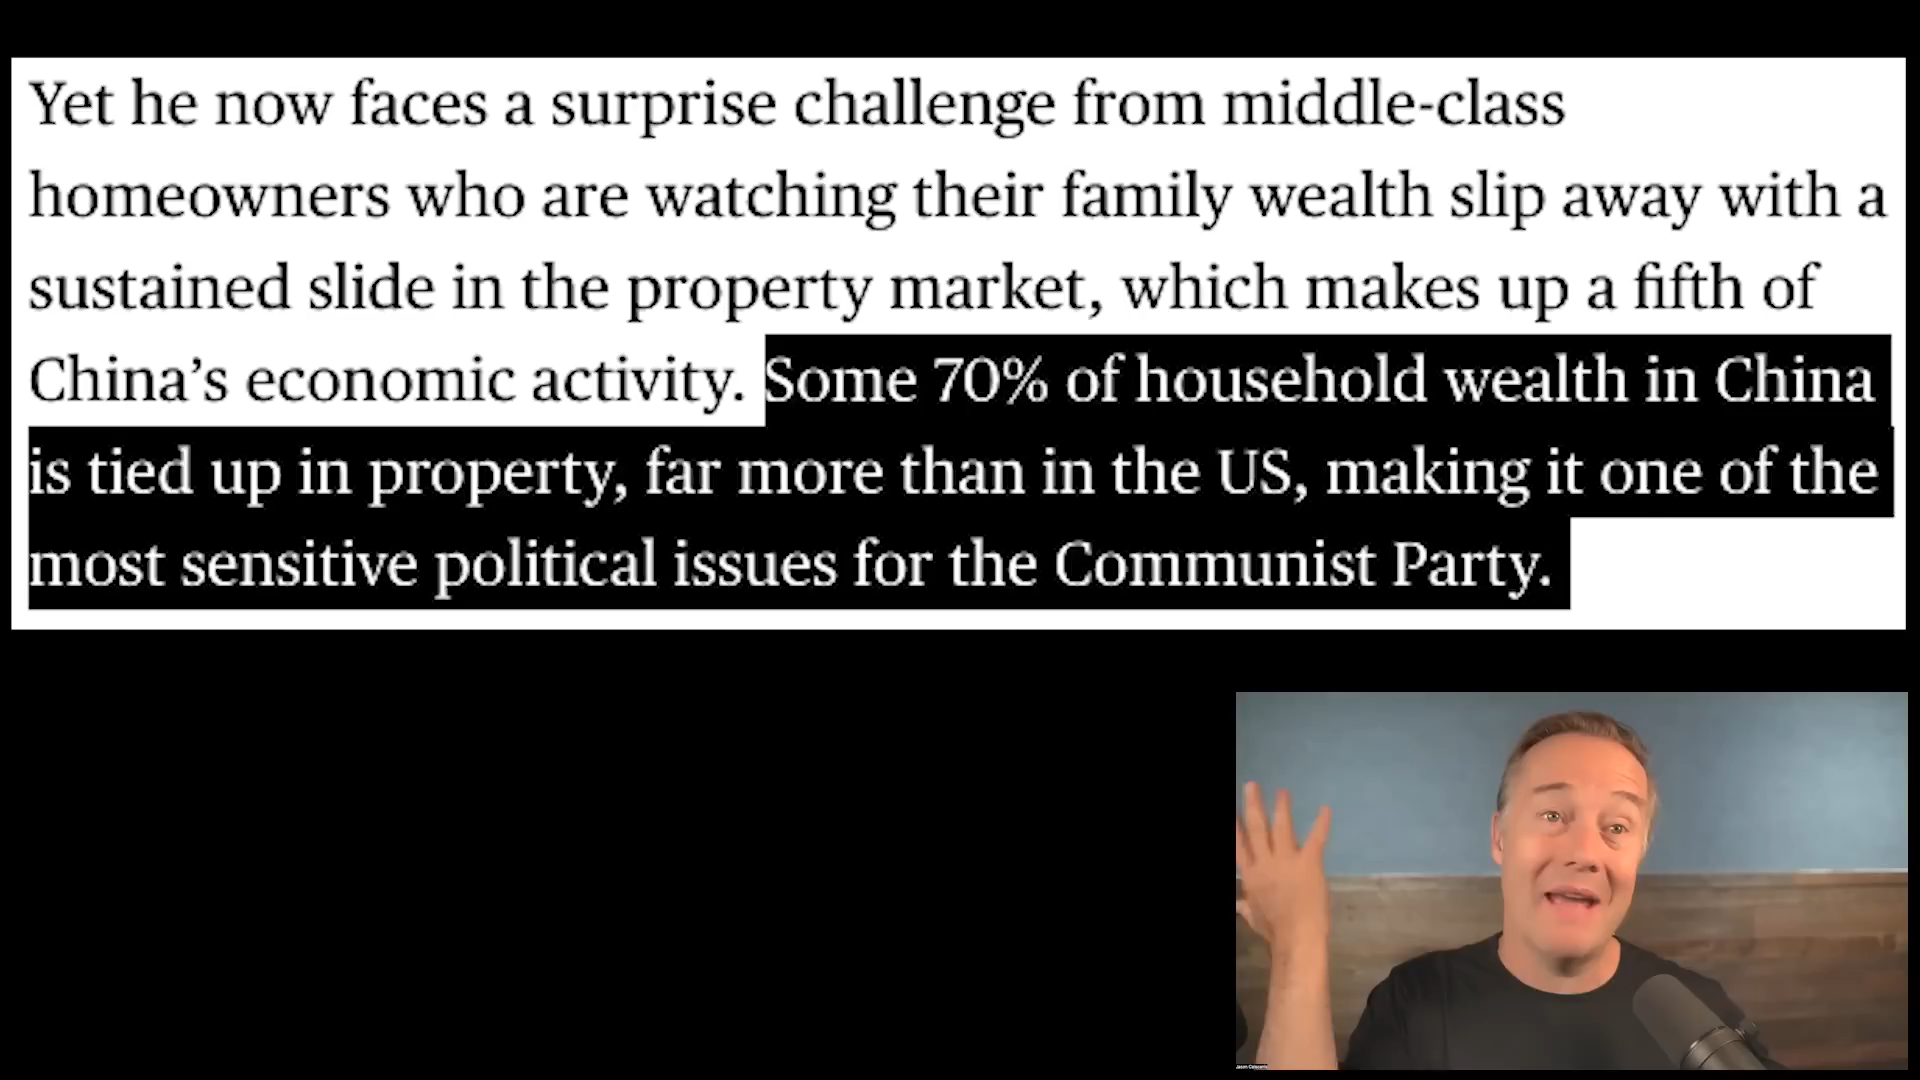 Yet he now faces a surprise challenge from middle-class
homeowners who are watching their family wealth slip away with a
sustained slide in the property market, which makes up a fifth of
China’s economic activity. Some 70% of household wealth in China
is tied up in property, far more than in the US, making it one of the
most sensitive political issues for the Communist Party.